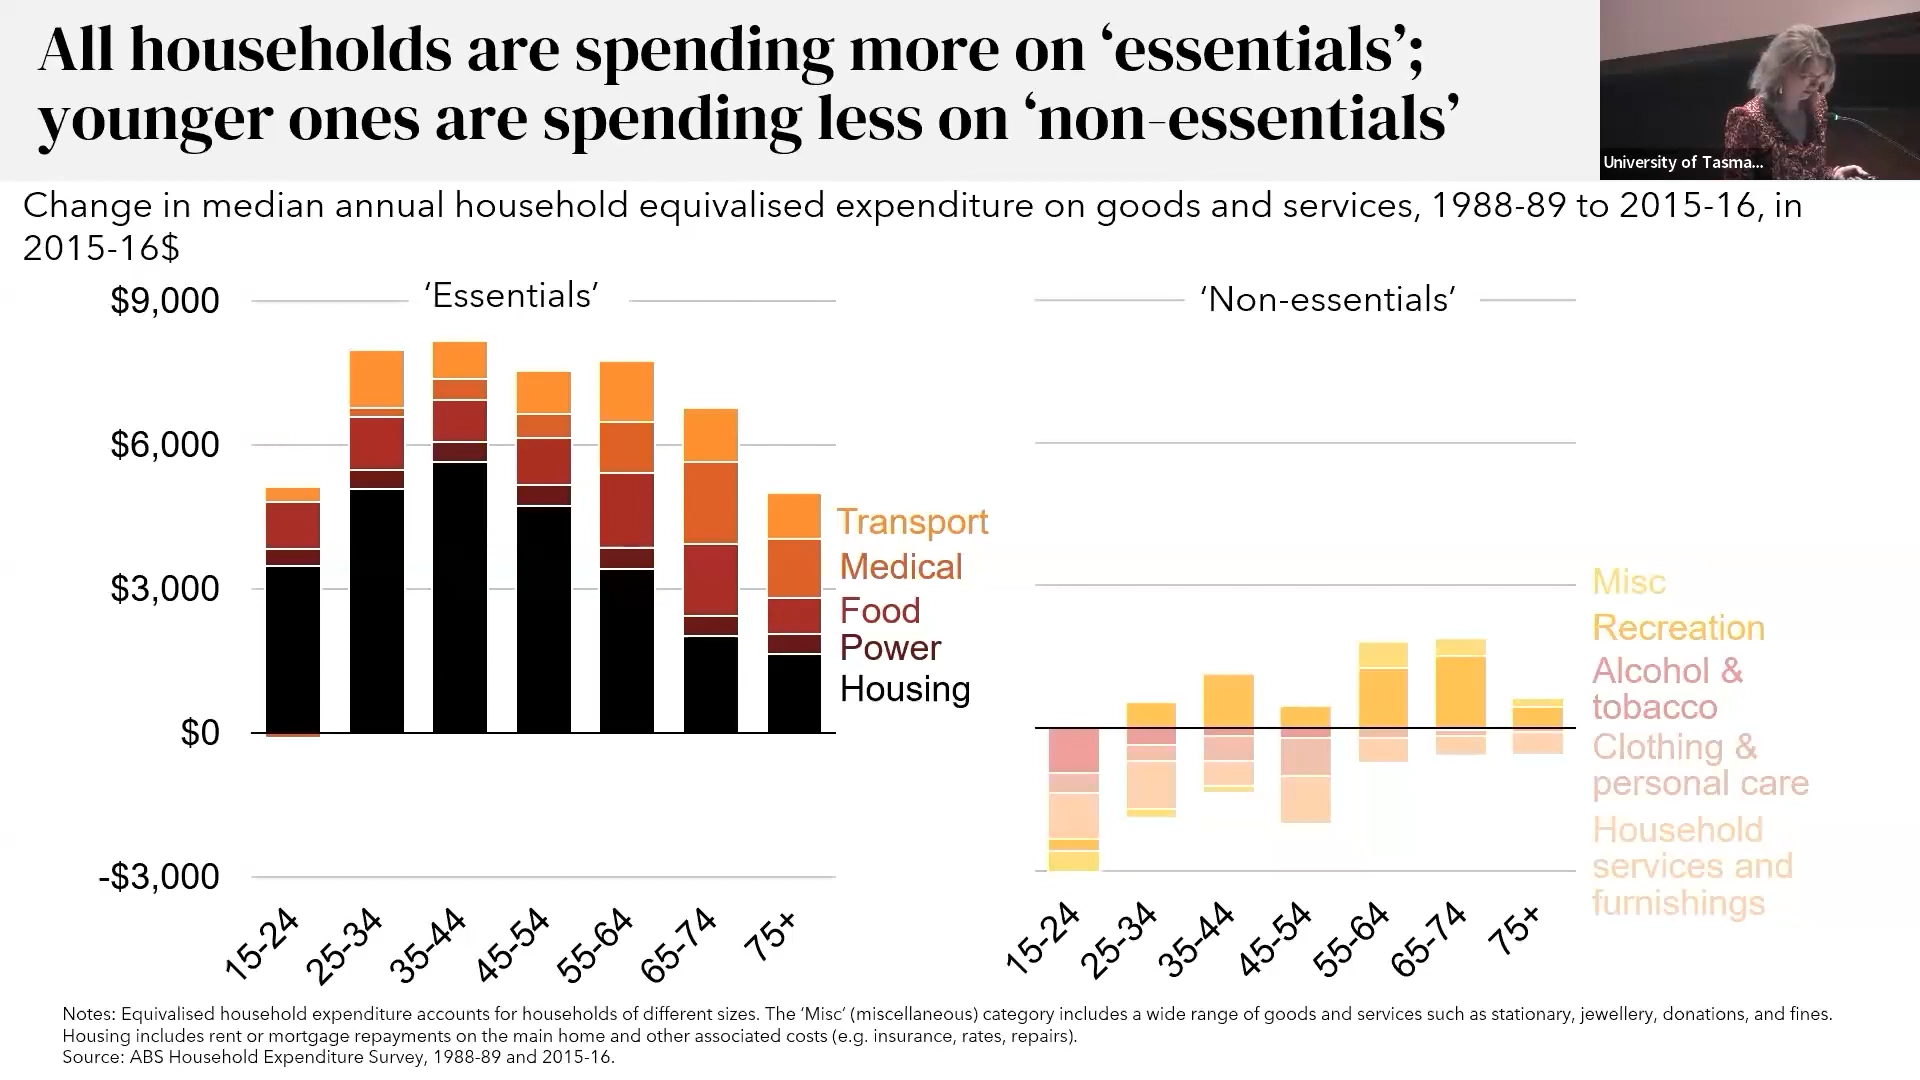 All households are spending more on ‘essentials’;
younger ones are spending less on ‘non-essentials’
University of Tasma...
Change in median annual household equivalised expenditure on goods and services, 1988-89 to 2015-16, in
2015-16$
‘Essentials’
$9,000
$6,000
$3,000
$0
-$3,000
Transport
Medical
Food
Power
Housing
15-24
25-34
35-44
45-54
55-64
65-74
75+
‘Non-essentials’
Misc
Recreation
Alcohol &
tobacco
Clothing &
personal care
Household
services and
furnishings
15-24
25-34
35-44
45-54
55-64
65-74
75+
Notes: Equivalised household expenditure accounts for households of different sizes. The ‘Misc’ (miscellaneous) category includes a wide range of goods and services such as stationary, jewellery, donations, and fines.
Housing includes rent or mortgage repayments on the main home and other associated costs (e.g. insurance, rates, repairs).
Source: ABS Household Expenditure Survey, 1988-89 and 2015-16.